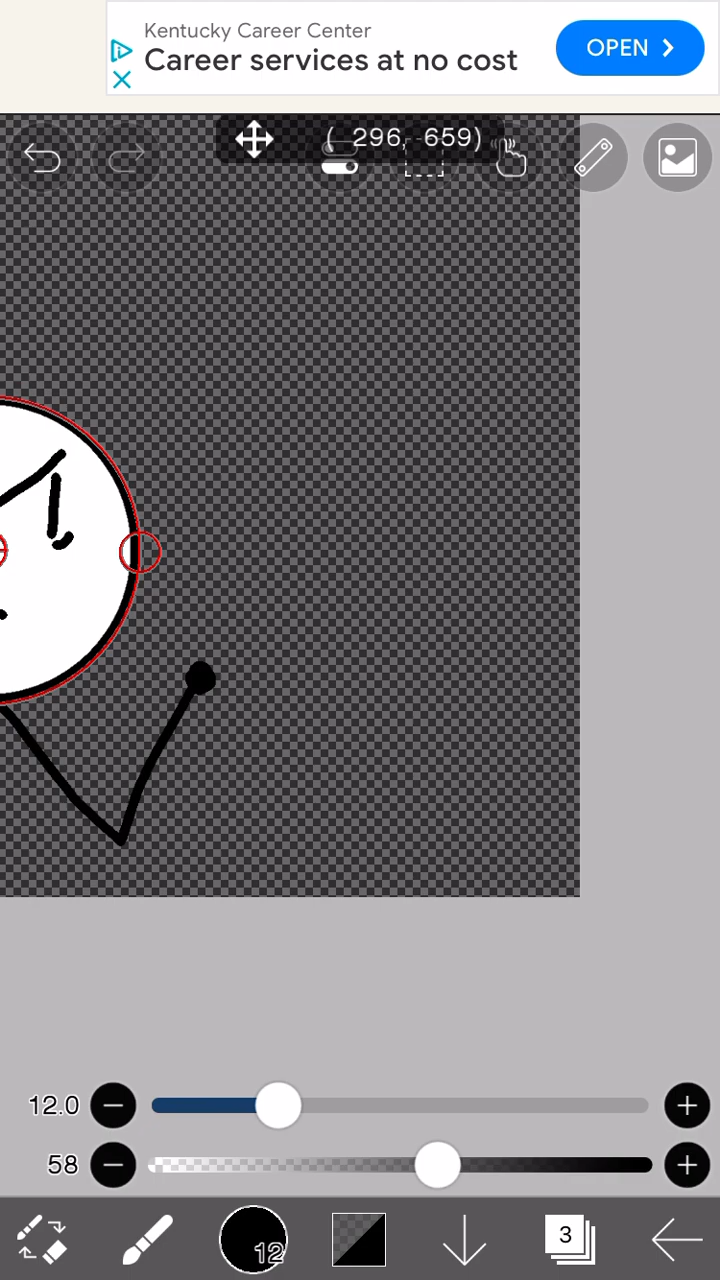 Kentucky Career Center
Career services at no cost
OPEN
( 296, -659)
12.0
58
12
3